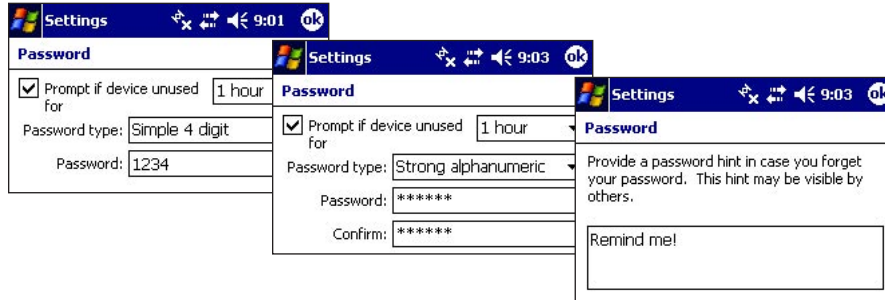 Settings 9:01 ok
Password
Prompt if device unused for 1 hour
Password type: Simple 4 digit
Password: 1234
Settings 9:03 ok
Password
Prompt if device unused for 1 hour
Password type: Strong alphanumeric
Password: ******
Confirm: ******
Settings 9:03 ok
Password
Provide a password hint in case you forget
your password. This hint may be visible by
others.
Remind me!